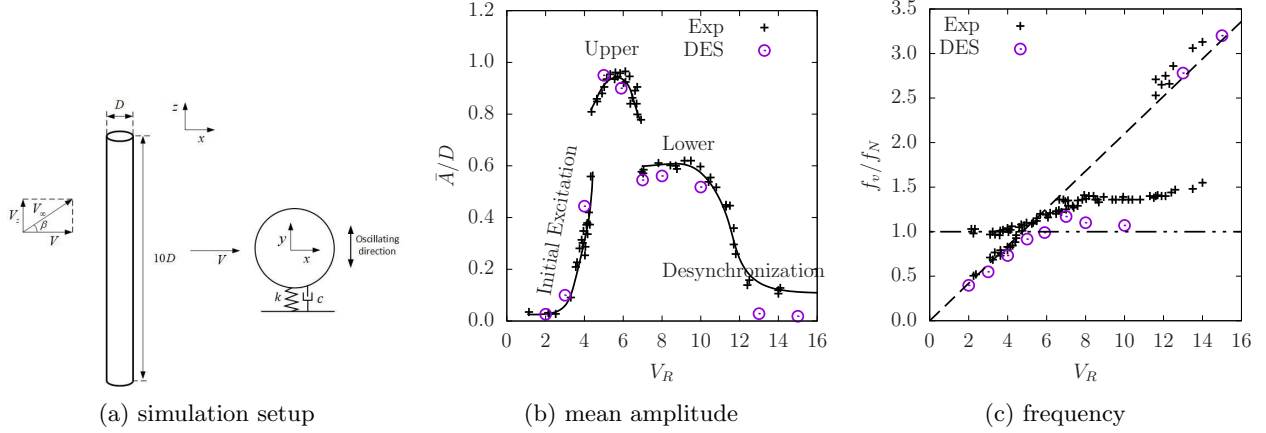 D
z
x
V_z
V_∞
β
V
10D
V
y
x
Oscillating
direction
k
c
(a) simulation setup
1.2
1.0
0.8
0.6
0.4
0.2
0.0
Ā/D
Exp
DES
Upper
Lower
Initial Excitation
Desynchronization
0 2 4 6 8 10 12 14 16
V_R
(b) mean amplitude
3.5
3.0
2.5
2.0
1.5
1.0
0.5
0.0
f_v/f_N
Exp
DES
0 2 4 6 8 10 12 14 16
V_R
(c) frequency